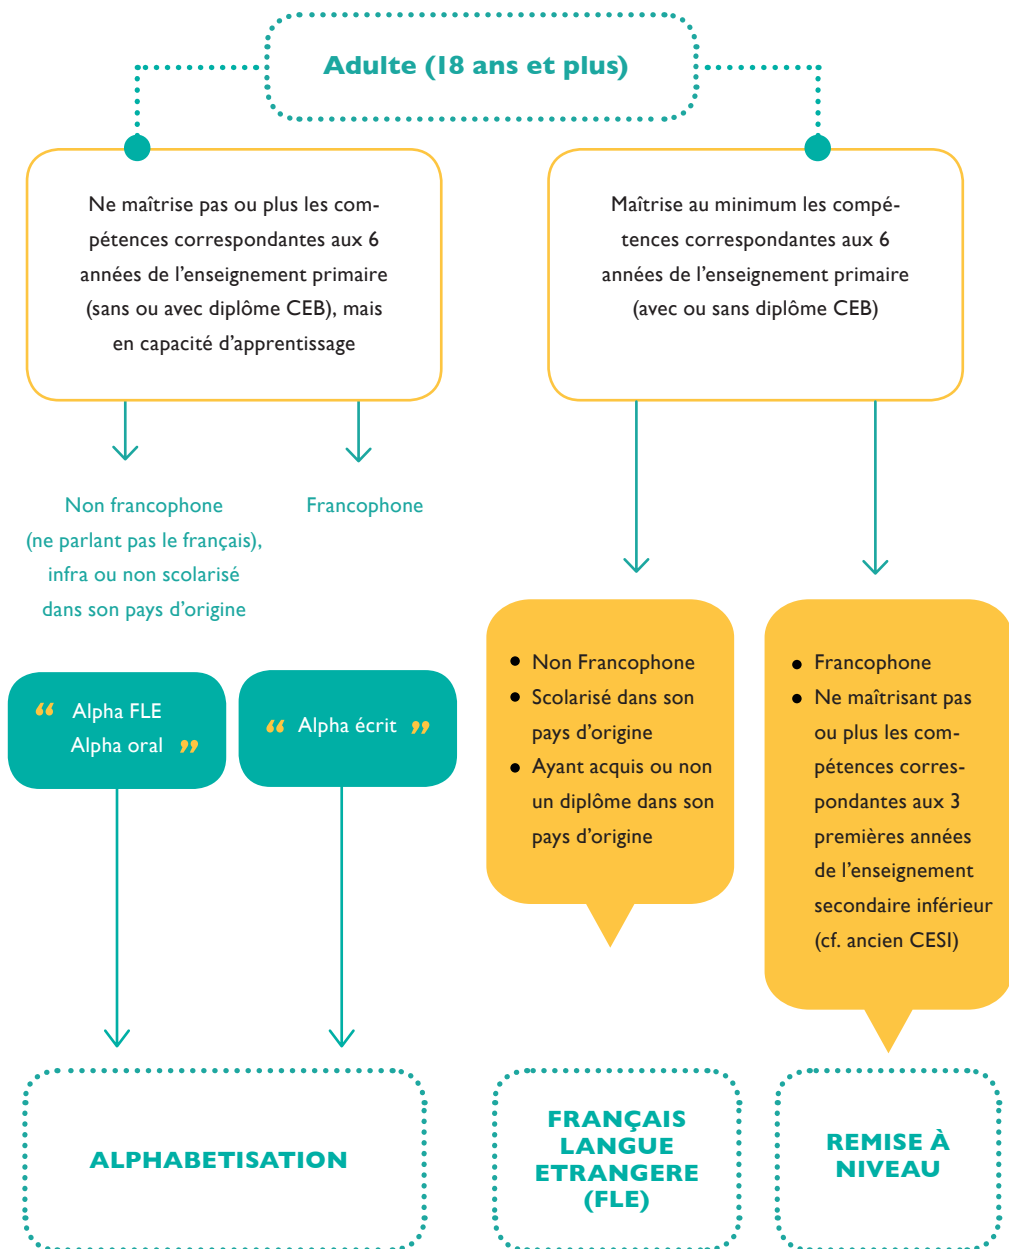 Adulte (18 ans et plus)
Ne maîtrise pas ou plus les com-
pétences correspondantes aux 6
années de l’enseignement primaire
(sans ou avec diplôme CEB), mais
en capacité d’apprentissage
Maîtrise au minimum les compé-
tences correspondantes aux 6
années de l’enseignement primaire
(avec ou sans diplôme CEB)
Non francophone
(ne parlant pas le français),
infra ou non scolarisé
dans son pays d’origine
Francophone
“ Alpha FLE
Alpha oral ”
“ Alpha écrit ”
• Non Francophone
• Scolarisé dans son
pays d’origine
• Ayant acquis ou non
un diplôme dans son
pays d’origine
• Francophone
• Ne maîtrisant pas
ou plus les com-
pétences corres-
pondantes aux 3
premières années
de l’enseignement
secondaire inférieur
(cf. ancien CESI)
ALPHABETISATION
FRANÇAIS
LANGUE
ETRANGERE
(FLE)
REMISE À
NIVEAU